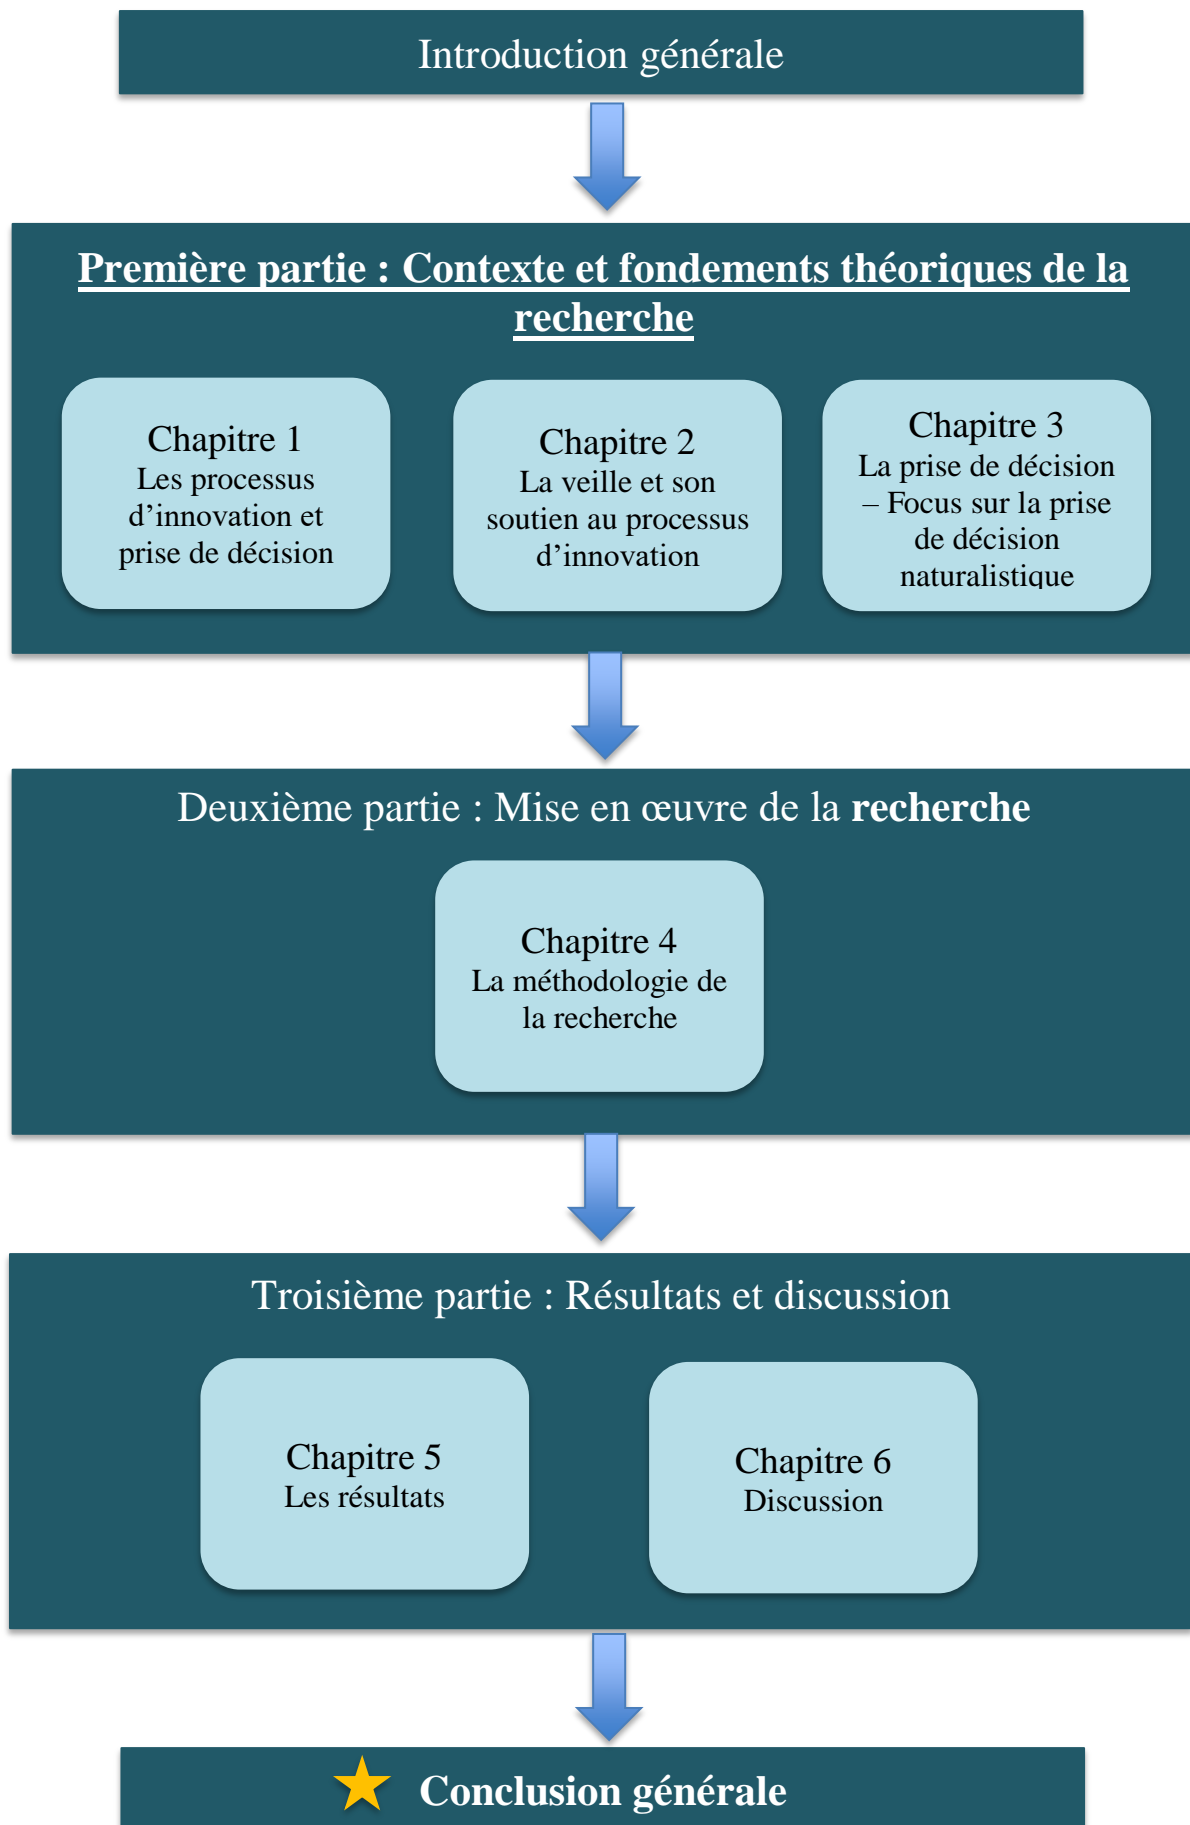 Introduction générale
Première partie : Contexte et fondements théoriques de la
recherche
Chapitre 1
Les processus
d’innovation et
prise de décision
Chapitre 2
La veille et son
soutien au processus
d’innovation
Chapitre 3
La prise de décision
– Focus sur la prise
de décision
naturalistique
Deuxième partie : Mise en œuvre de la recherche
Chapitre 4
La méthodologie de
la recherche
Troisième partie : Résultats et discussion
Chapitre 5
Les résultats
Chapitre 6
Discussion
Conclusion générale